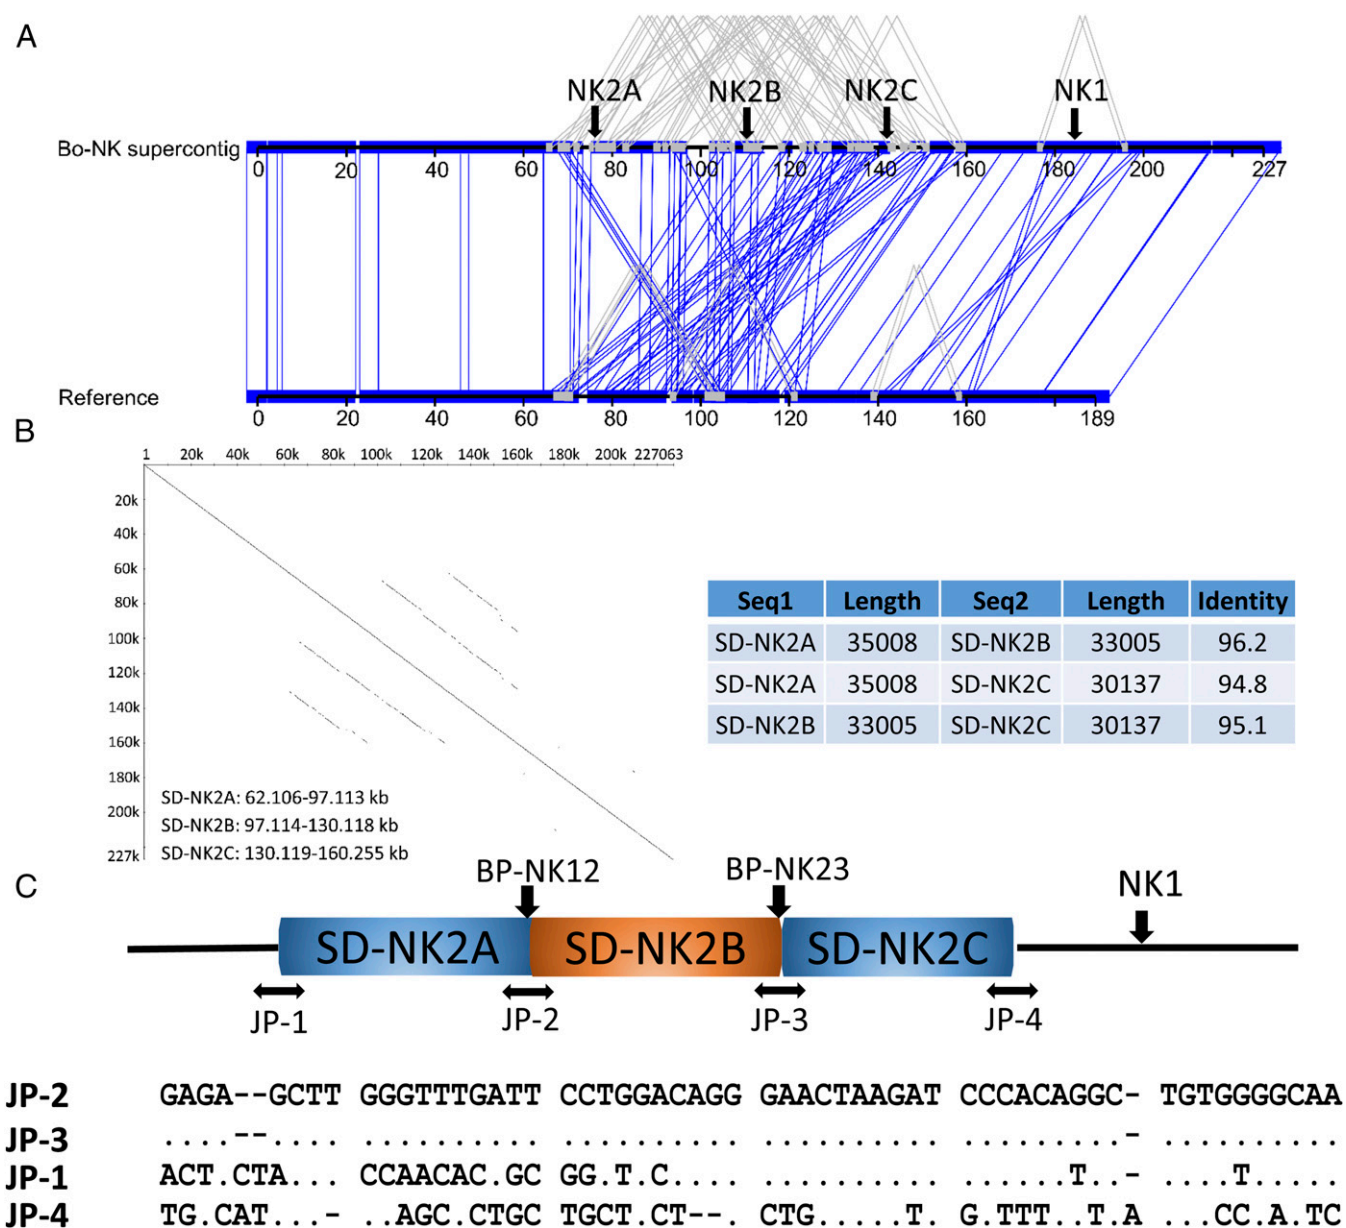 A
NK2A NK2B NK2C NK1
Bo-NK supercontig
0 20 40 60 80 100 120 140 160 180 200 227
Reference
0 20 40 60 80 100 120 140 160 189
B
1 20k 40k 60k 80k 100k 120k 140k 160k 180k 200k 227063
20k
40k
60k
80k
100k
120k
140k
160k
180k
200k
227k
SD-NK2A: 62.106-97.113 kb
SD-NK2B: 97.114-130.118 kb
SD-NK2C: 130.119-160.255 kb
Seq1 Length Seq2 Length Identity
SD-NK2A 35008 SD-NK2B 33005 96.2
SD-NK2A 35008 SD-NK2C 30137 94.8
SD-NK2B 33005 SD-NK2C 30137 95.1
C
BP-NK12 BP-NK23 NK1
SD-NK2A SD-NK2B SD-NK2C
JP-1 JP-2 JP-3 JP-4
JP-2 GAGA--GCTT GGGTTTGATT CCTGGACAGG GAACTAAGAT CCCACAGGC- TGTGGGGCAA
JP-3 ....--.... .......... .......... .......... .........- ..........
JP-1 ACT.CTA... CCAACAC.GC GG.T.C.... .......... ......T..- ....T.....
JP-4 TG.CAT...- ..AGC.CTGC TGCT.CT--. CTG.....T. G.TTT..T.A ...CC.A.TC